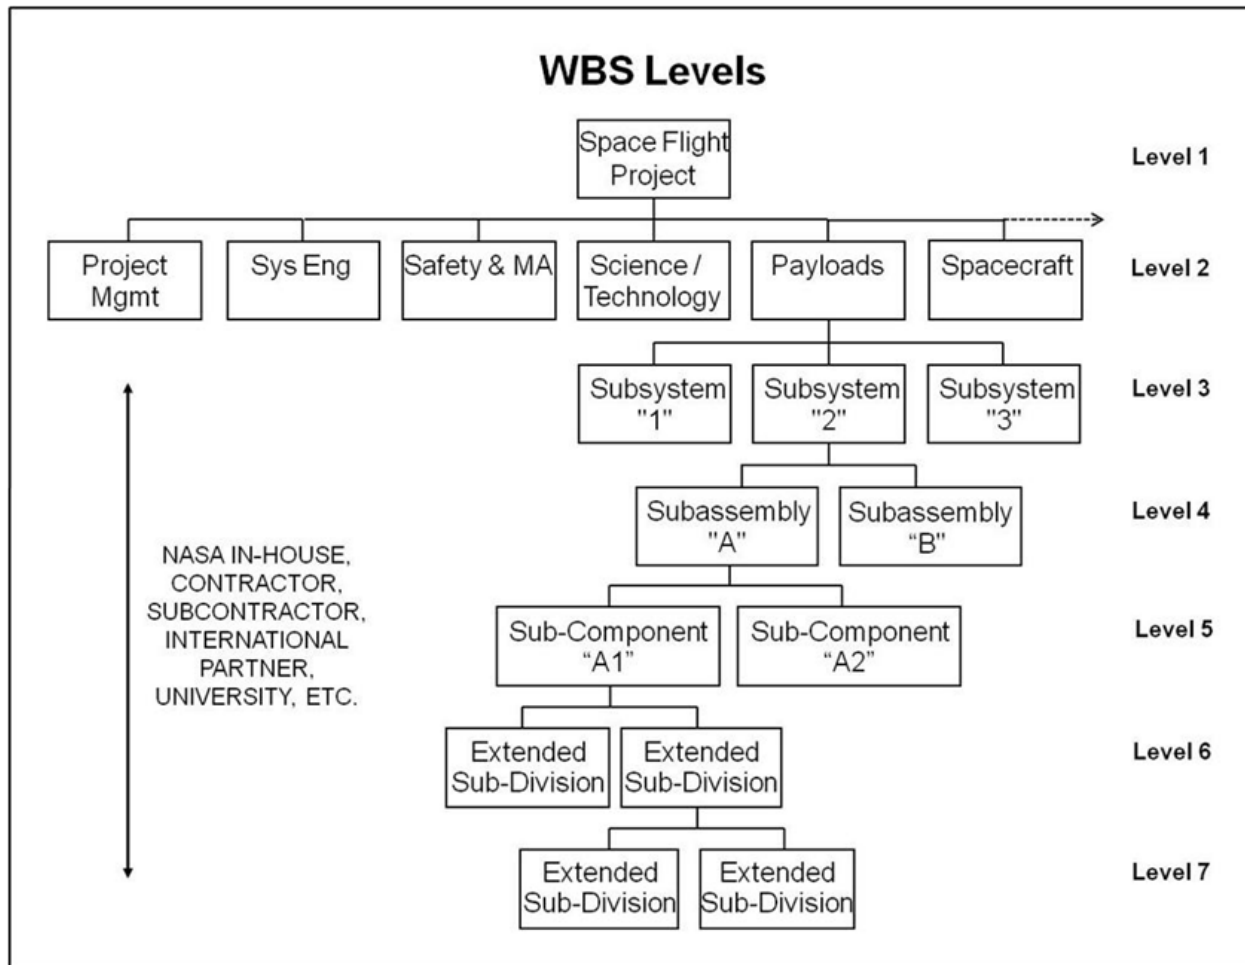 WBS Levels
Space Flight
Project
Level 1
Project
Mgmt
Sys Eng
Safety & MA
Science /
Technology
Payloads
Spacecraft
Level 2
Subsystem
"1"
Subsystem
"2"
Subsystem
"3"
Level 3
Subassembly
"A"
Subassembly
“B"
Level 4
NASA IN-HOUSE,
CONTRACTOR,
SUBCONTRACTOR,
INTERNATIONAL
PARTNER,
UNIVERSITY, ETC.
Sub-Component
“A1”
Sub-Component
“A2”
Level 5
Extended
Sub-Division
Extended
Sub-Division
Level 6
Extended
Sub-Division
Extended
Sub-Division
Level 7